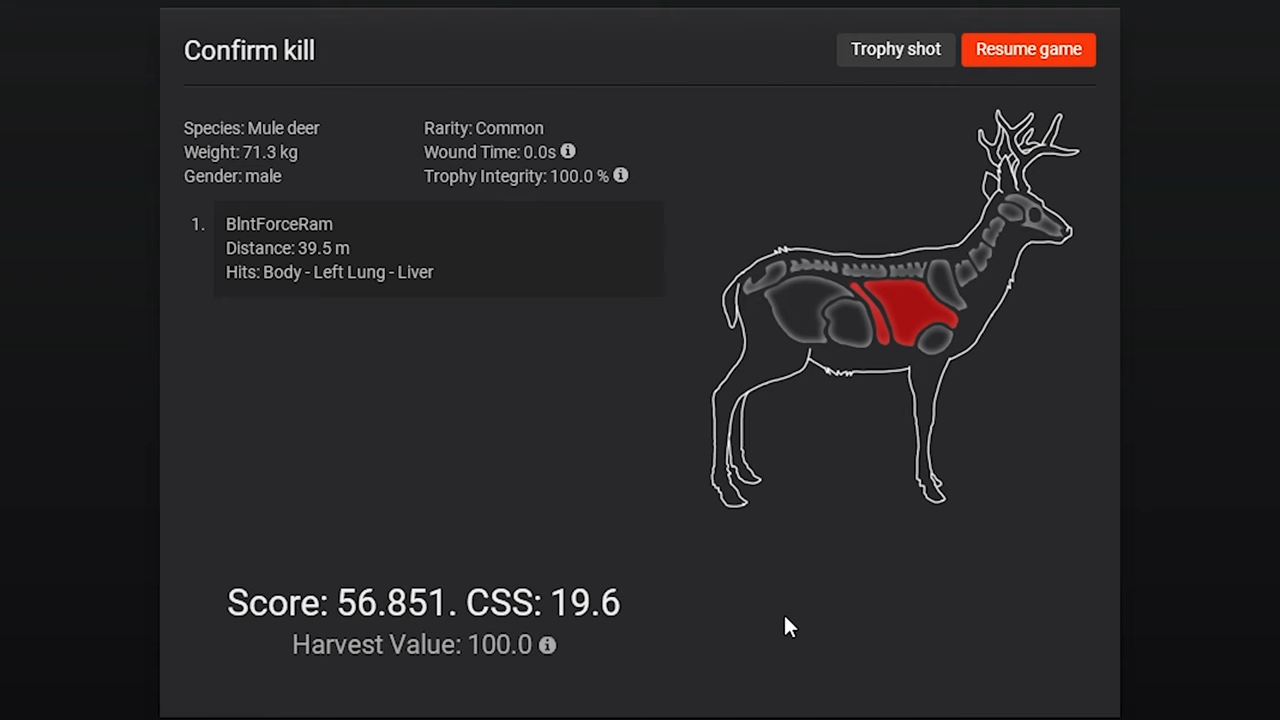 Confirm kill
Trophy shot
Resume game
Species: Mule deer
Rarity: Common
Weight: 71.3 kg
Wound Time: 0.0s
Gender: male
Trophy Integrity: 100.0 %
1.
BlntForceRam
Distance: 39.5 m
Hits: Body - Left Lung - Liver
Score: 56.851. CSS: 19.6
Harvest Value: 100.0